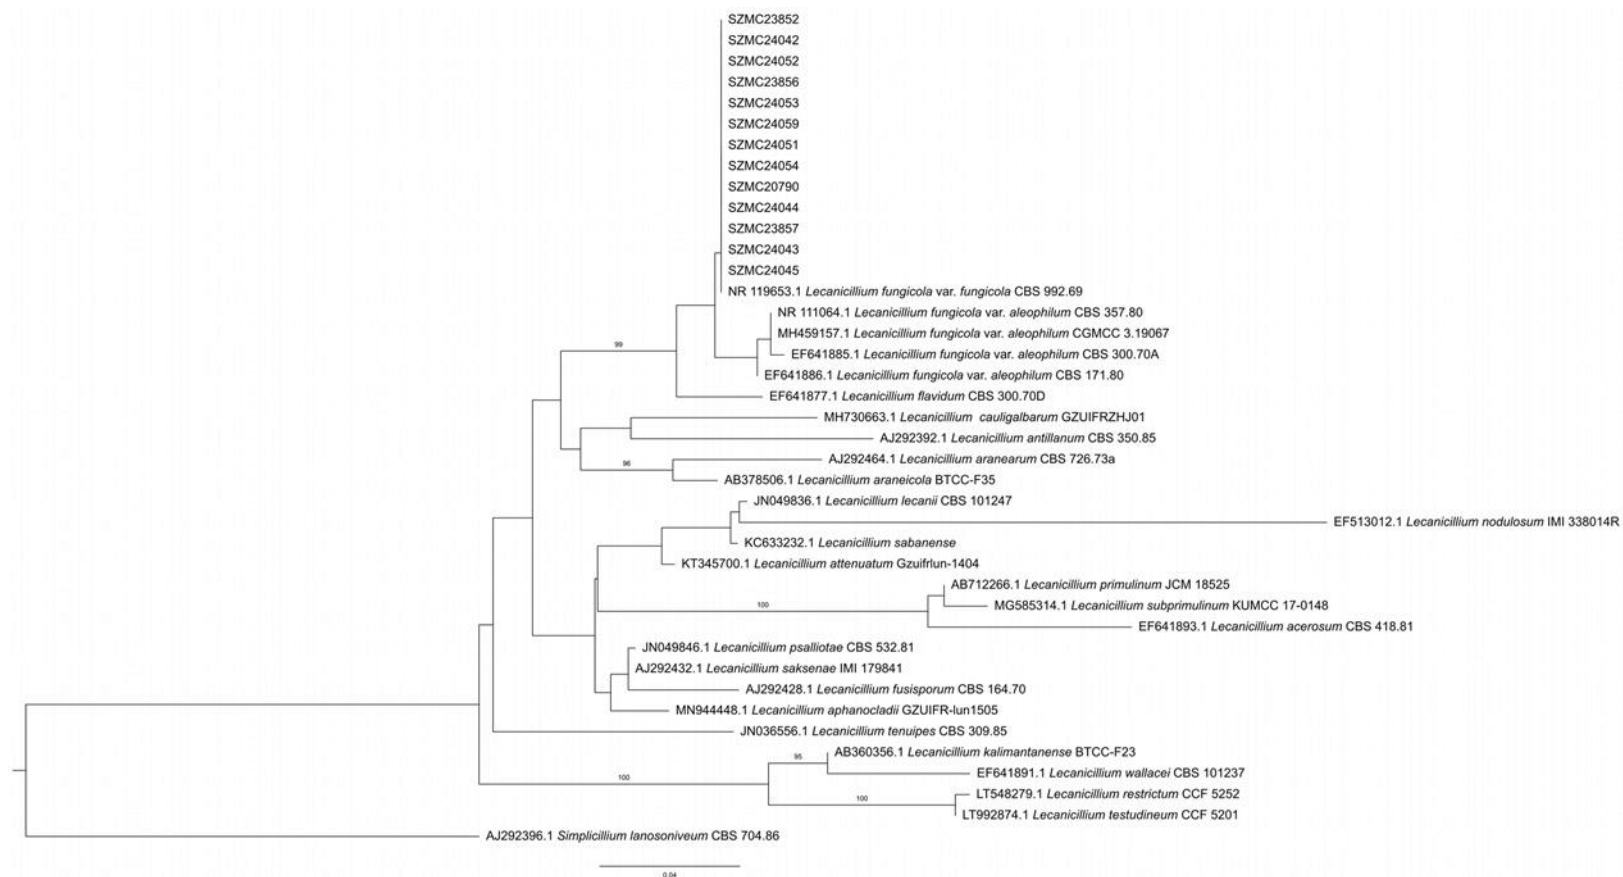 SZMC23852
SZMC24042
SZMC24052
SZMC23856
SZMC24053
SZMC24059
SZMC24051
SZMC24054
SZMC20790
SZMC24044
SZMC23857
SZMC24043
SZMC24045
NR 119653.1 Lecanicillium fungicola var. fungicola CBS 992.69
NR 111064.1 Lecanicillium fungicola var. aleophilum CBS 357.80
MH459157.1 Lecanicillium fungicola var. aleophilum CGMCC 3.19067
99
EF641885.1 Lecanicillium fungicola var. aleophilum CBS 300.70A
EF641886.1 Lecanicillium fungicola var. aleophilum CBS 171.80
EF641877.1 Lecanicillium flavidum CBS 300.70D
MH730663.1 Lecanicillium cauligalbarum GZUIFRZHJ01
AJ292392.1 Lecanicillium antillanum CBS 350.85
AJ292464.1 Lecanicillium aranearum CBS 726.73a
96
AB378506.1 Lecanicillium araneicola BTCC-F35
JN049836.1 Lecanicillium lecanii CBS 101247
EF513012.1 Lecanicillium nodulosum IMI 338014R
KC633232.1 Lecanicillium sabanense
KT345700.1 Lecanicillium attenuatum Gzuifrlun-1404
AB712266.1 Lecanicillium primulinum JCM 18525
100
MG585314.1 Lecanicillium subprimulinum KUMCC 17-0148
EF641893.1 Lecanicillium acerosum CBS 418.81
JN049846.1 Lecanicillium psalliotae CBS 532.81
AJ292432.1 Lecanicillium saksenae IMI 179841
AJ292428.1 Lecanicillium fusisporum CBS 164.70
MN944448.1 Lecanicillium aphanocladii GZUIFR-lun1505
JN036556.1 Lecanicillium tenuipes CBS 309.85
AB360356.1 Lecanicillium kalimantanense BTCC-F23
95
EF641891.1 Lecanicillium wallacei CBS 101237
100
LT548279.1 Lecanicillium restrictum CCF 5252
100
LT992874.1 Lecanicillium testudineum CCF 5201
AJ292396.1 Simplicillium lanosoniveum CBS 704.86
0.04